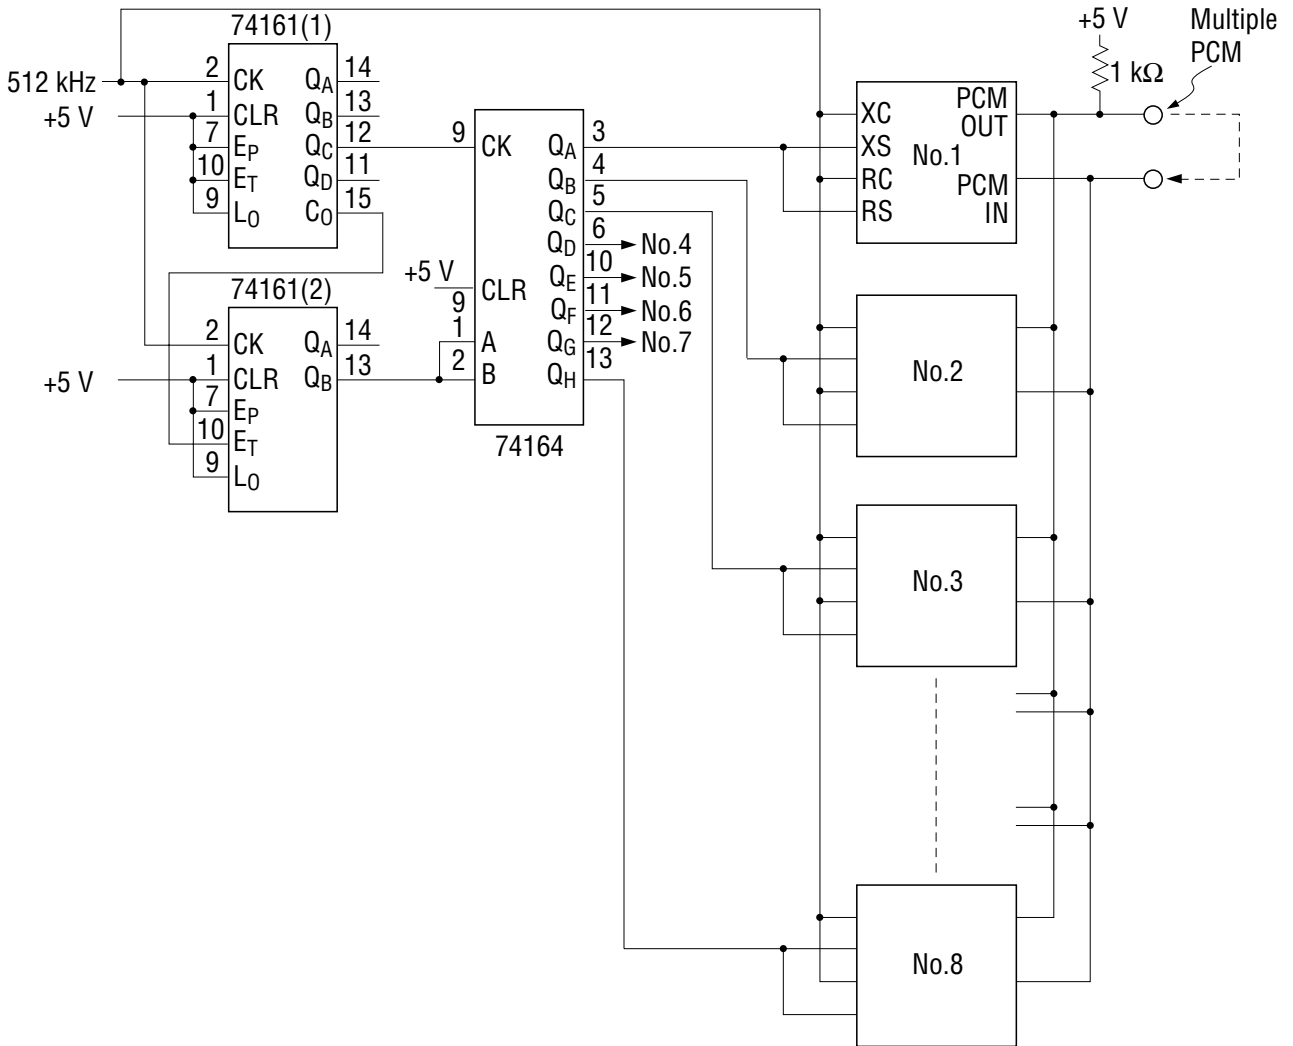 74161(1)
512 kHz
+5 V
2 CK QA 14
1 CLR QB 13
7 EP QC 12
10 ET QD 11
9 LO CO 15
74161(2)
+5 V
2 CK QA 14
1 CLR QB 13
7 EP
10 ET
9 LO
9 CK QA 3
QB 4
QC 5
QD 6 No.4
+5 V
9 CLR QE 10 No.5
QF 11 No.6
1 A QG 12 No.7
2 B QH 13
74164
+5 V
1 kΩ
Multiple
PCM
XC PCM
OUT
XS No.1
RC PCM
RS IN
No.2
No.3
No.8